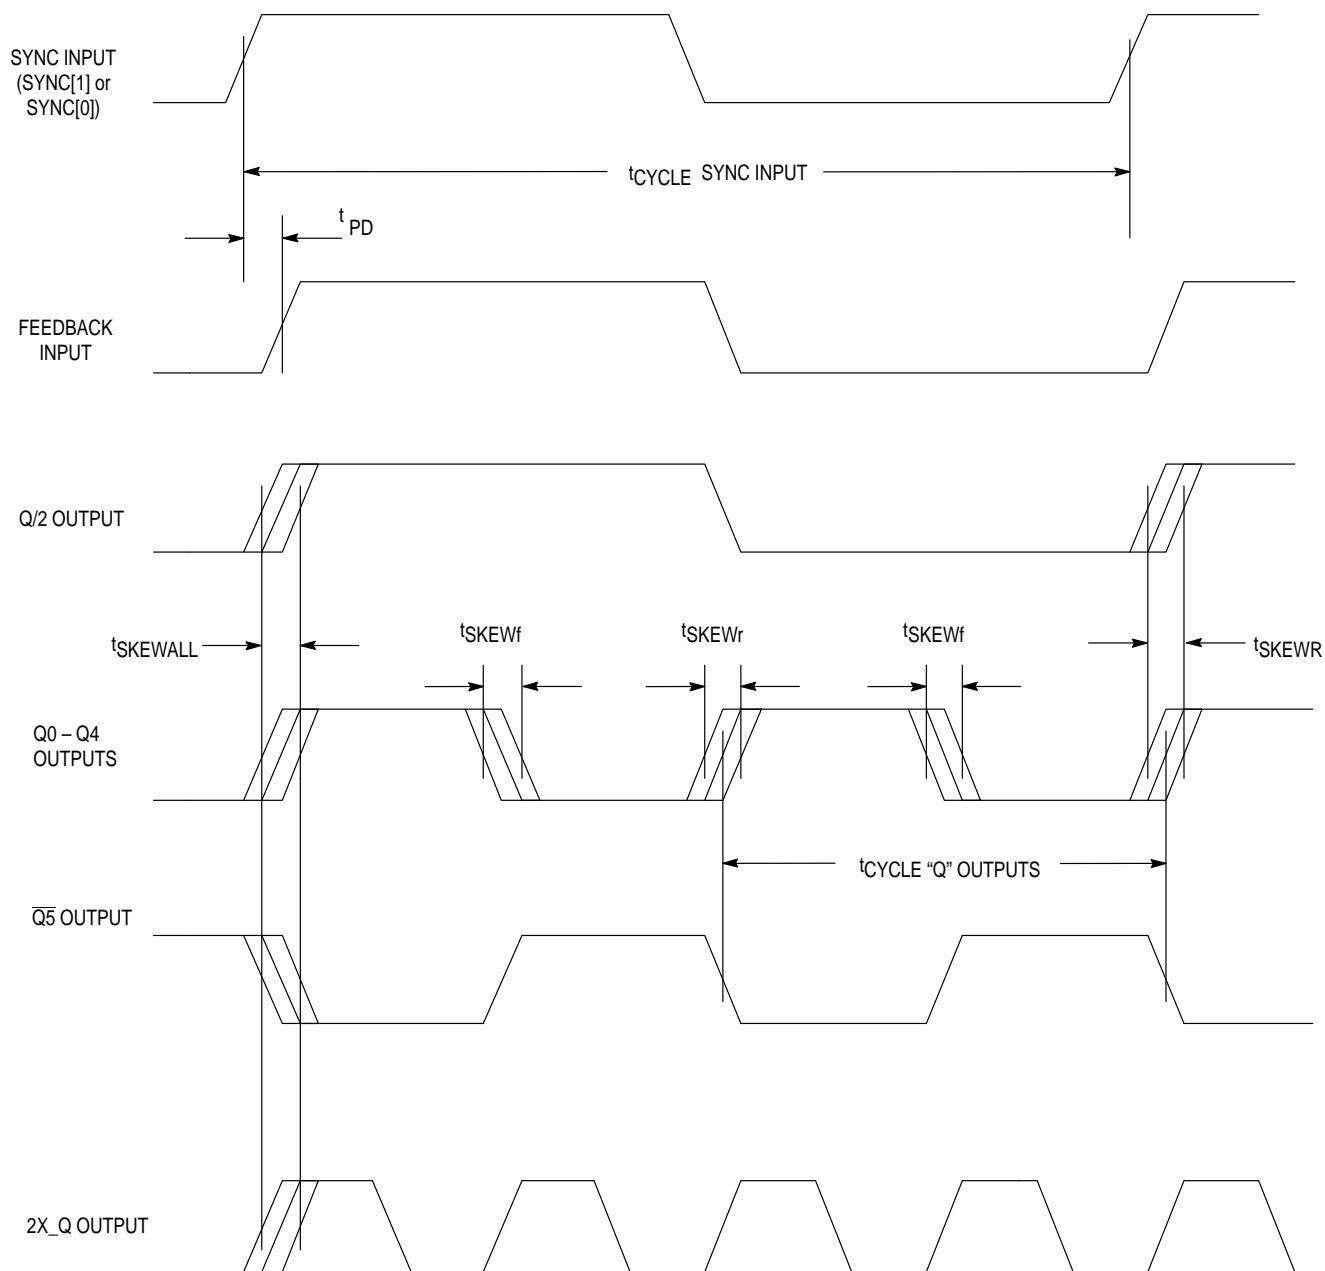 SYNC INPUT
(SYNC[1] or
SYNC[0])
tCYCLE SYNC INPUT
t PD
FEEDBACK
INPUT
Q/2 OUTPUT
tSKEWALL
tSKEWf
tSKEWr
tSKEWf
tSKEWR
Q0 – Q4
OUTPUTS
tCYCLE “Q” OUTPUTS
Q̅5̅ OUTPUT
2X_Q OUTPUT